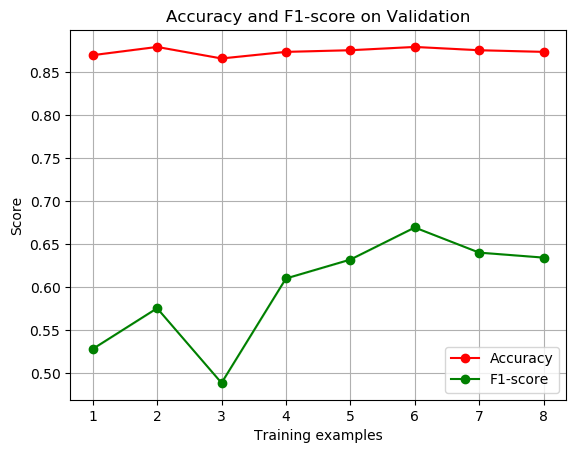 Accuracy and F1-score on Validation
Score
0.85
0.80
0.75
0.70
0.65
0.60
0.55
0.50
Accuracy
F1-score
1 2 3 4 5 6 7 8
Training examples